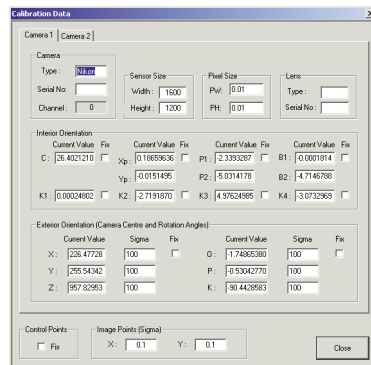 Calibration Data
Camera 1 Camera 2
Camera
Type : Nikon
Serial No:
Channel : 0
Sensor Size
Width : 1600
Height : 1200
Pixel Size
PW: 0.01
PH: 0.01
Lens
Type :
Serial No :
Interior Orientation
Current Value Fix Current Value Fix Current Value Fix Current Value Fix
C : 26.4021210 Xp : 0.18659636 P1 : -2.3393287 B1 : -0.0001814
Yp : -0.0151495 P2 : -5.0314178 B2 : -4.7146788
K1 : 0.00024802 K2 : -2.7191870 K3 : 4.97624985 K4 : -3.0732969
Exterior Orientation (Camera Centre and Rotation Angles)
Current Value Sigma Fix Current Value Sigma Fix
X : 226.47728 100 O : -1.74865380 100
Y : 255.54342 100 P : -0.53042770 100
Z : 957.82953 100 K : -90.4428583 100
Control Points
Fix
Image Points (Sigma)
X : 0.1 Y : 0.1
Close